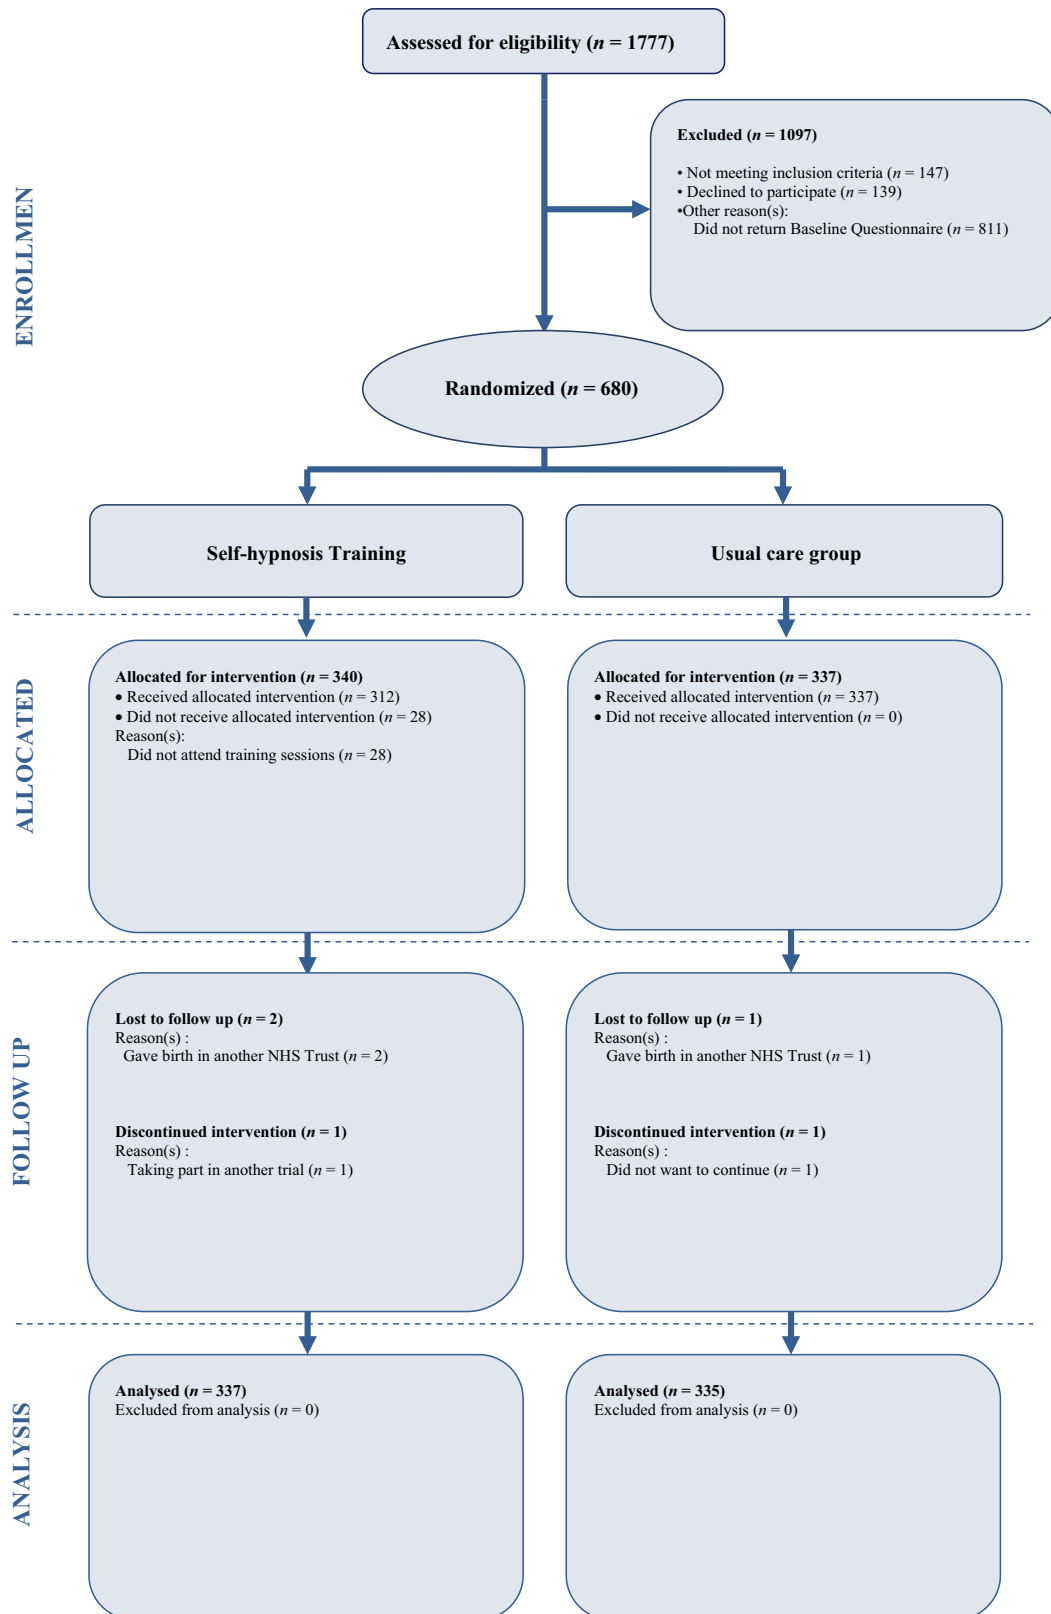 Assessed for eligibility (n = 1777)
ENROLLMEN
Excluded (n = 1097)
• Not meeting inclusion criteria (n = 147)
• Declined to participate (n = 139)
•Other reason(s):
Did not return Baseline Questionnaire (n = 811)
Randomized (n = 680)
Self-hypnosis Training
Usual care group
ALLOCATED
Allocated for intervention (n = 340)
• Received allocated intervention (n = 312)
• Did not receive allocated intervention (n = 28)
Reason(s):
Did not attend training sessions (n = 28)
Allocated for intervention (n = 337)
• Received allocated intervention (n = 337)
• Did not receive allocated intervention (n = 0)
FOLLOW UP
Lost to follow up (n = 2)
Reason(s) :
Gave birth in another NHS Trust (n = 2)
Discontinued intervention (n = 1)
Reason(s) :
Taking part in another trial (n = 1)
Lost to follow up (n = 1)
Reason(s) :
Gave birth in another NHS Trust (n = 1)
Discontinued intervention (n = 1)
Reason(s) :
Did not want to continue (n = 1)
ANALYSIS
Analysed (n = 337)
Excluded from analysis (n = 0)
Analysed (n = 335)
Excluded from analysis (n = 0)